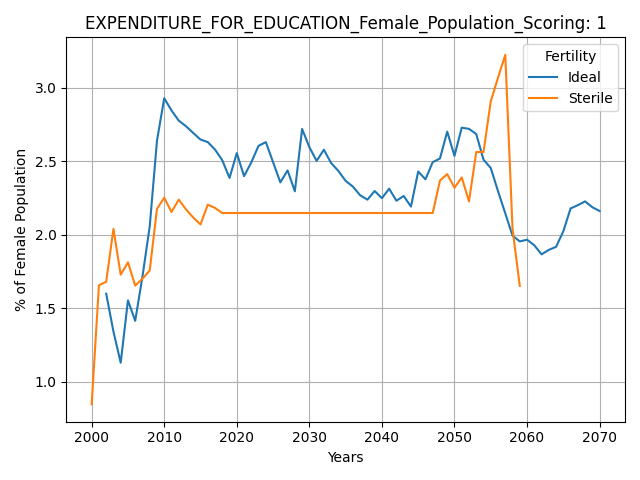 EXPENDITURE_FOR_EDUCATION_Female_Population_Scoring: 1
Fertility
Ideal
Sterile
% of Female Population
3.0
2.5
2.0
1.5
1.0
2000 2010 2020 2030 2040 2050 2060 2070
Years